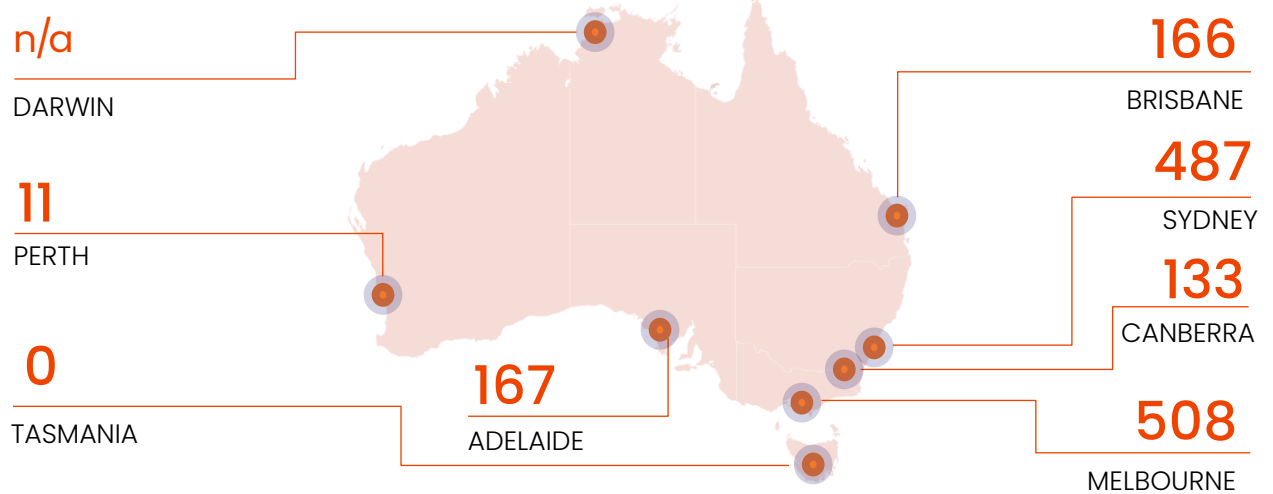 n/a
DARWIN
11
PERTH
0
TASMANIA
167
ADELAIDE
166
BRISBANE
487
SYDNEY
133
CANBERRA
508
MELBOURNE